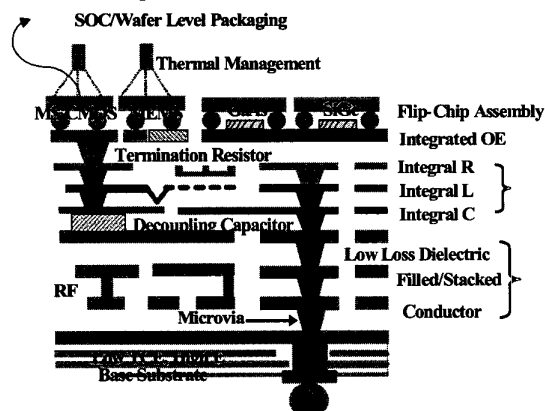 SOC/Wafer Level Packaging
Thermal Management
Flip-Chip Assembly
Integrated OE
Termination Resistor
Integral R
Integral L
Integral C
Decoupling Capacitor
Low Loss Dielectric
RF
Filled/Stacked
Microvia
Conductor
Base Substrate